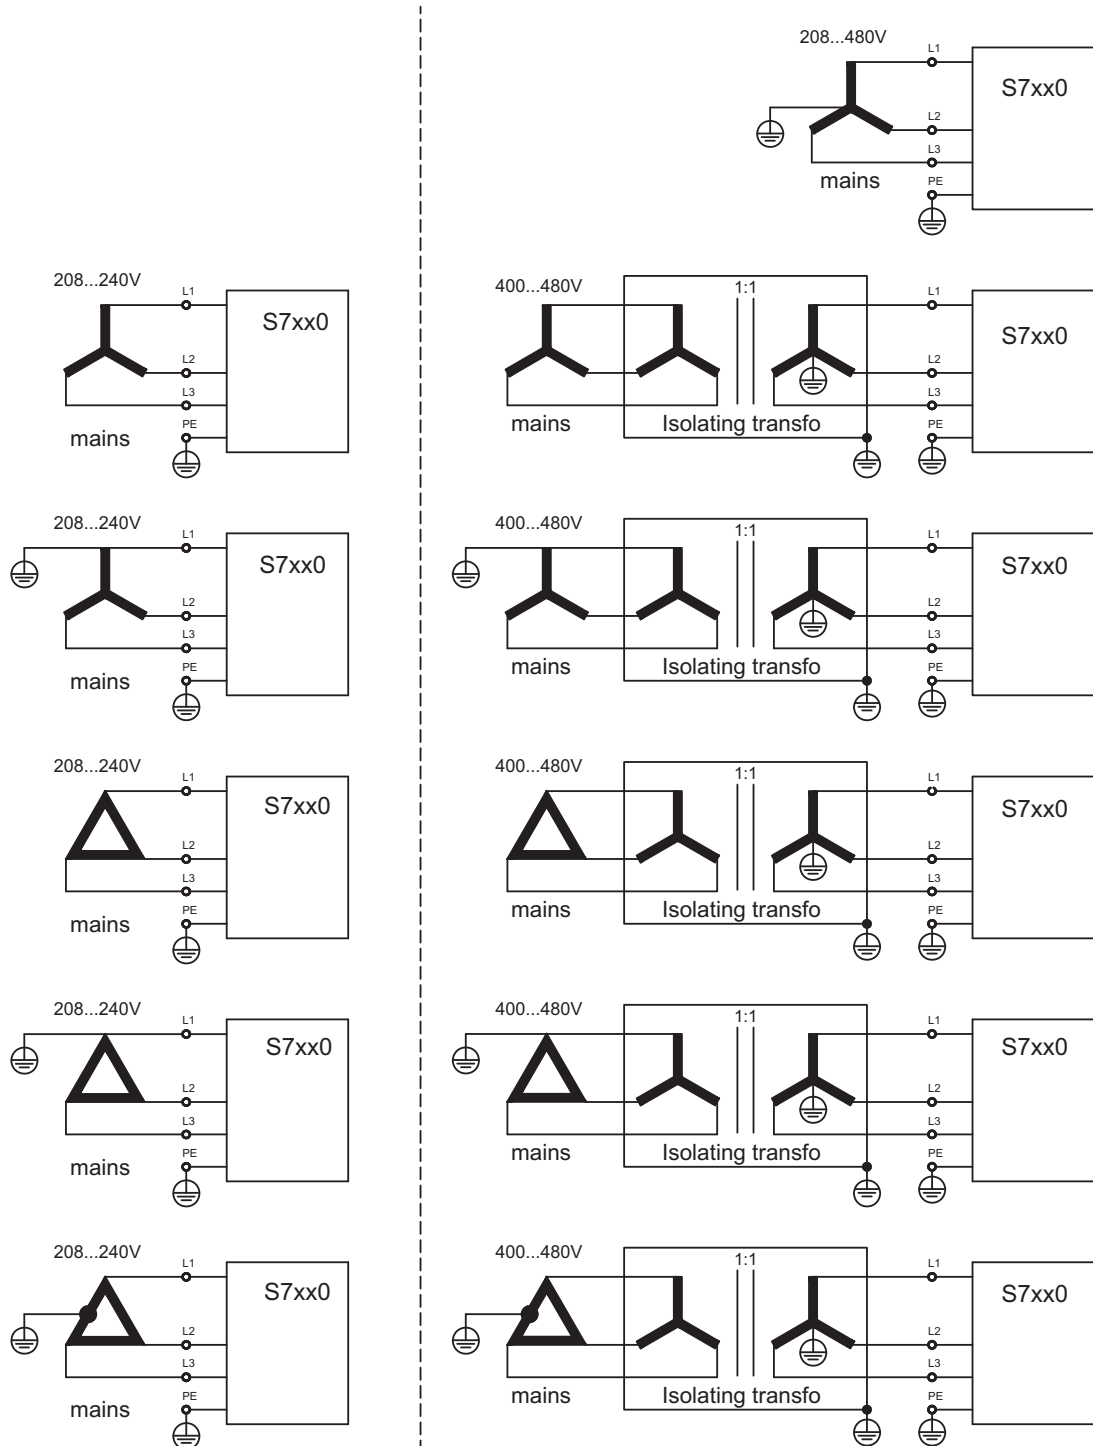 208...480V
L1
S7xx0
L2
L3
mains
PE
208...240V
L1
S7xx0
L2
L3
PE
mains
400...480V
1:1
L1
S7xx0
L2
L3
PE
mains
Isolating transfo
208...240V
L1
S7xx0
L2
L3
PE
mains
400...480V
1:1
L1
S7xx0
L2
L3
PE
mains
Isolating transfo
208...240V
L1
S7xx0
L2
L3
PE
mains
400...480V
1:1
L1
S7xx0
L2
L3
PE
mains
Isolating transfo
208...240V
L1
S7xx0
L2
L3
PE
mains
400...480V
1:1
L1
S7xx0
L2
L3
PE
mains
Isolating transfo
208...240V
L1
S7xx0
L2
L3
PE
mains
400...480V
1:1
L1
S7xx0
L2
L3
PE
mains
Isolating transfo